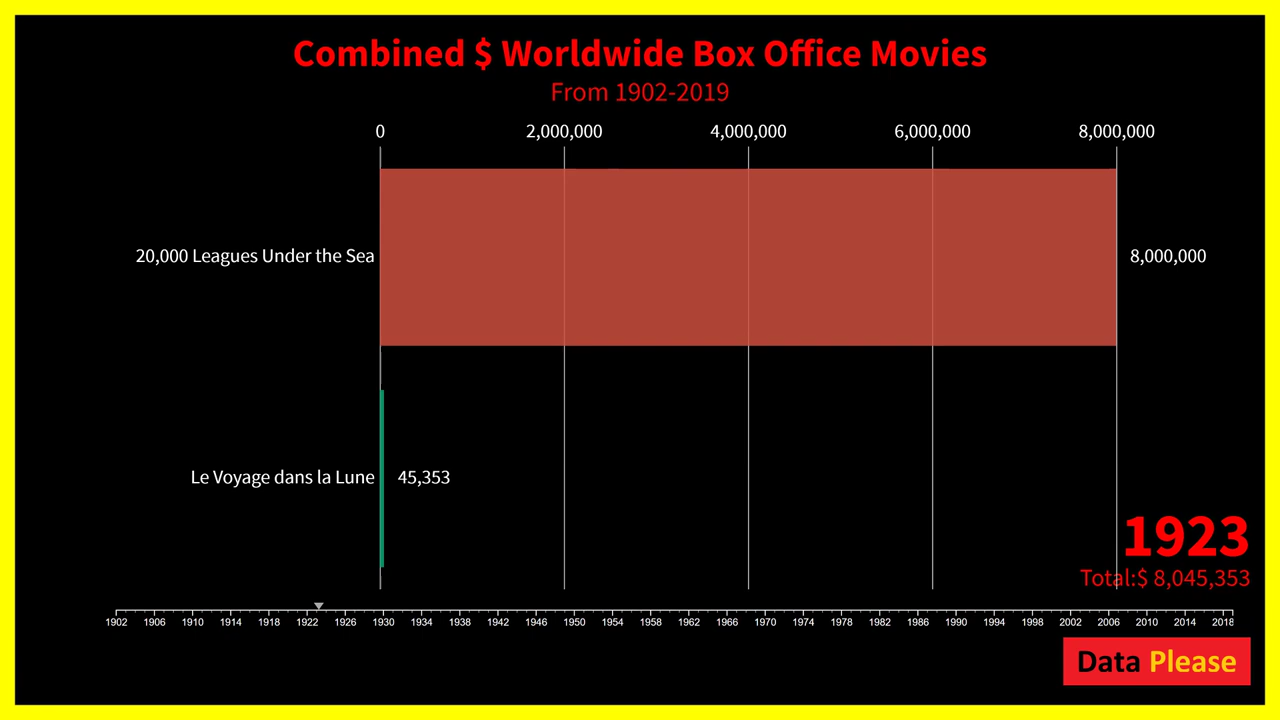 Combined $ Worldwide Box Office Movies
From 1902-2019
0 2,000,000 4,000,000 6,000,000 8,000,000
20,000 Leagues Under the Sea 8,000,000
Le Voyage dans la Lune 45,353
1923
Total:$ 8,045,353
1902 1906 1910 1914 1918 1922 1926 1930 1934 1938 1942 1946 1950 1954 1958 1962 1966 1970 1974 1978 1982 1986 1990 1994 1998 2002 2006 2010 2014 2018
Data Please